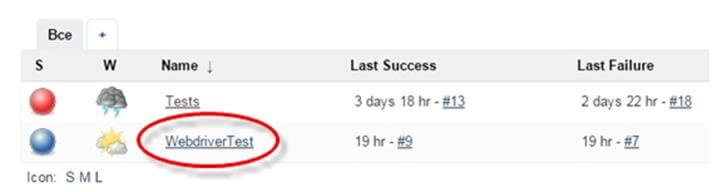 Все +
S W Name ↓ Last Success Last Failure
Tests 3 days 18 hr - #13 2 days 22 hr - #18
WebdriverTest 19 hr - #9 19 hr - #7
Icon: S M L